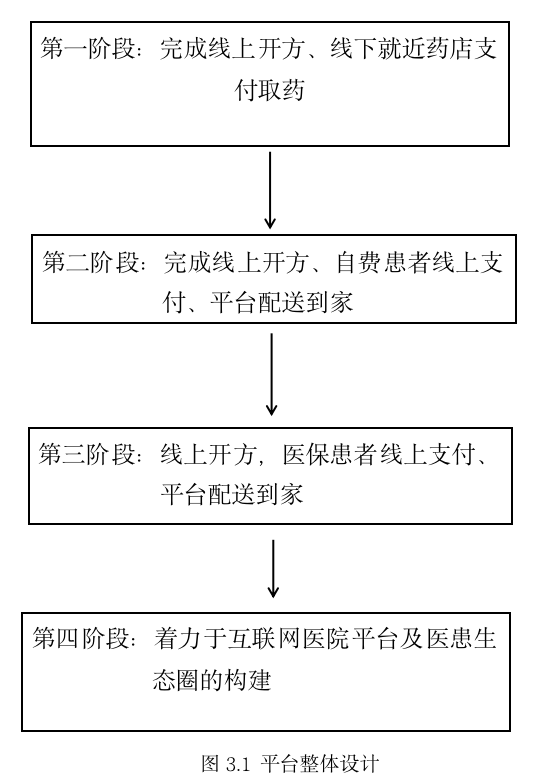 第一阶段：完成线上开方、线下就近药店支
付取药
第二阶段：完成线上开方、自费患者线上支
付、平台配送到家
第三阶段：线上开方，医保患者线上支付、
平台配送到家
第四阶段：着力于互联网医院平台及医患生
态圈的构建
图 3.1 平台整体设计